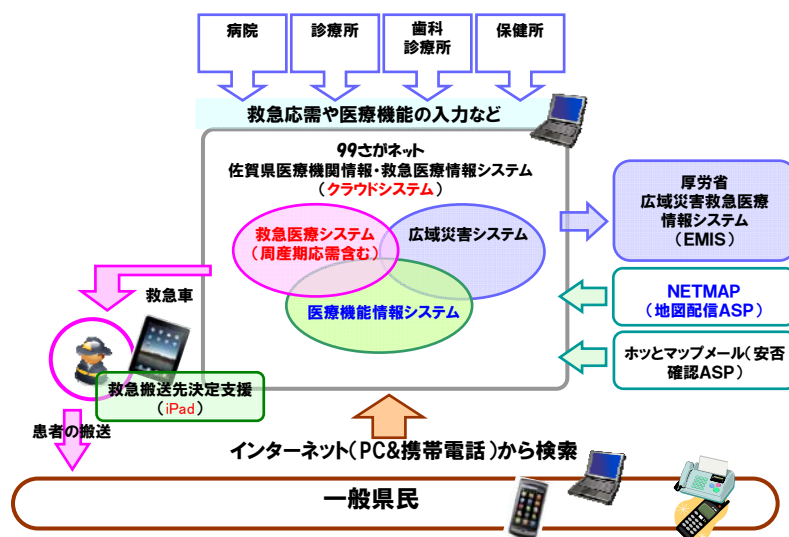 病院
診療所
歯科
診療所
保健所
救急応需や医療機能の入力など
99さがネット
佐賀県医療機関情報・救急医療情報システム
(クラウドシステム)
救急医療システム
(周産期応需含む)
広域災害システム
医療機能情報システム
厚労省
広域災害救急医療
情報システム
(EMIS)
NETMAP
(地図配信ASP)
ホッとマップメール(安否
確認ASP)
救急車
救急搬送先決定支援
(iPad)
患者の搬送
インターネット(PC&携帯電話)から検索
一般県民